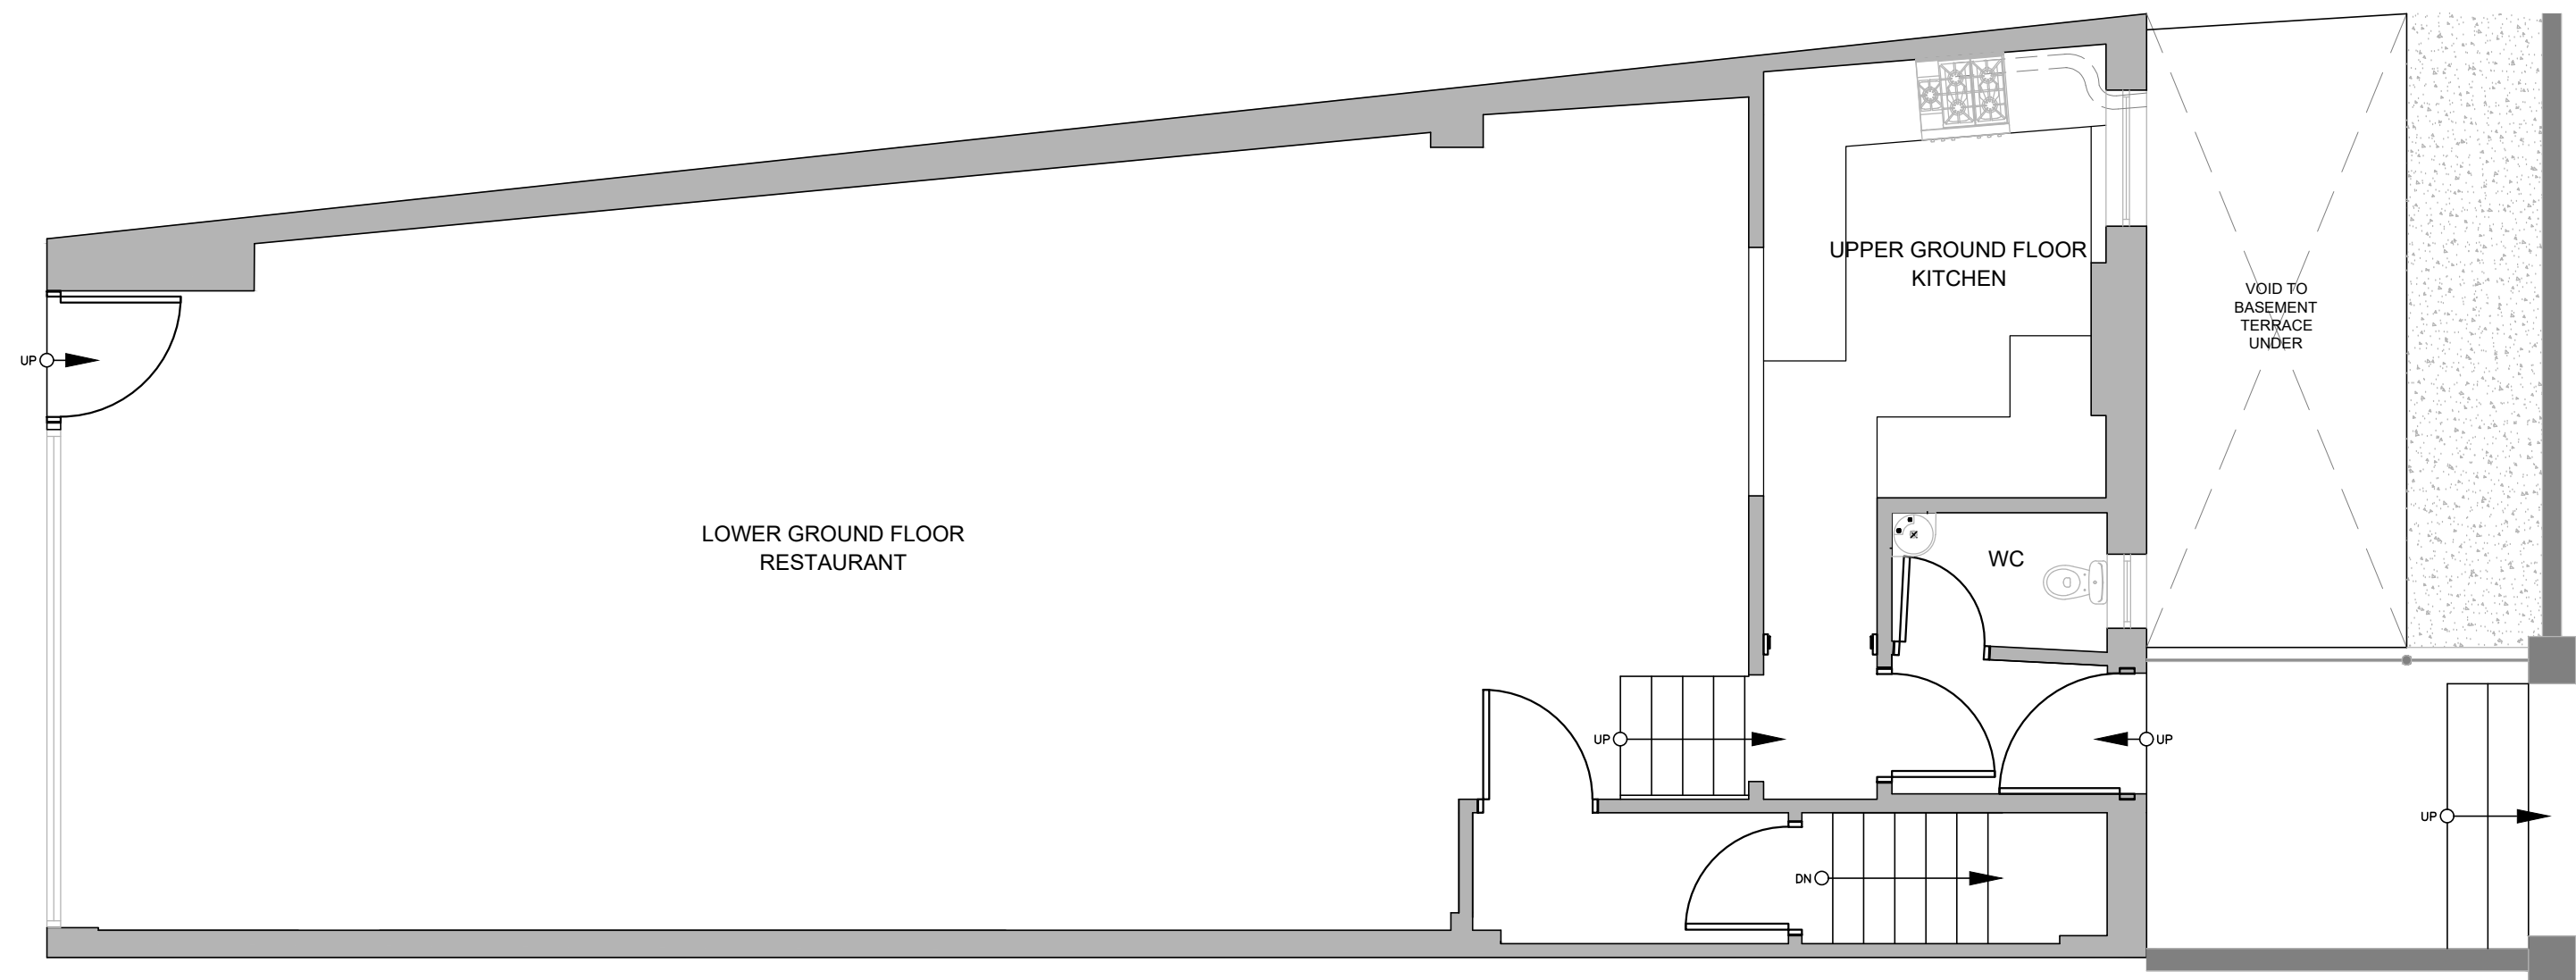 UPPER GROUND FLOOR
KITCHEN
VOID TO
BASEMENT
TERRACE
UNDER
UP
LOWER GROUND FLOOR
RESTAURANT
WC
UP
UP
UP
DN